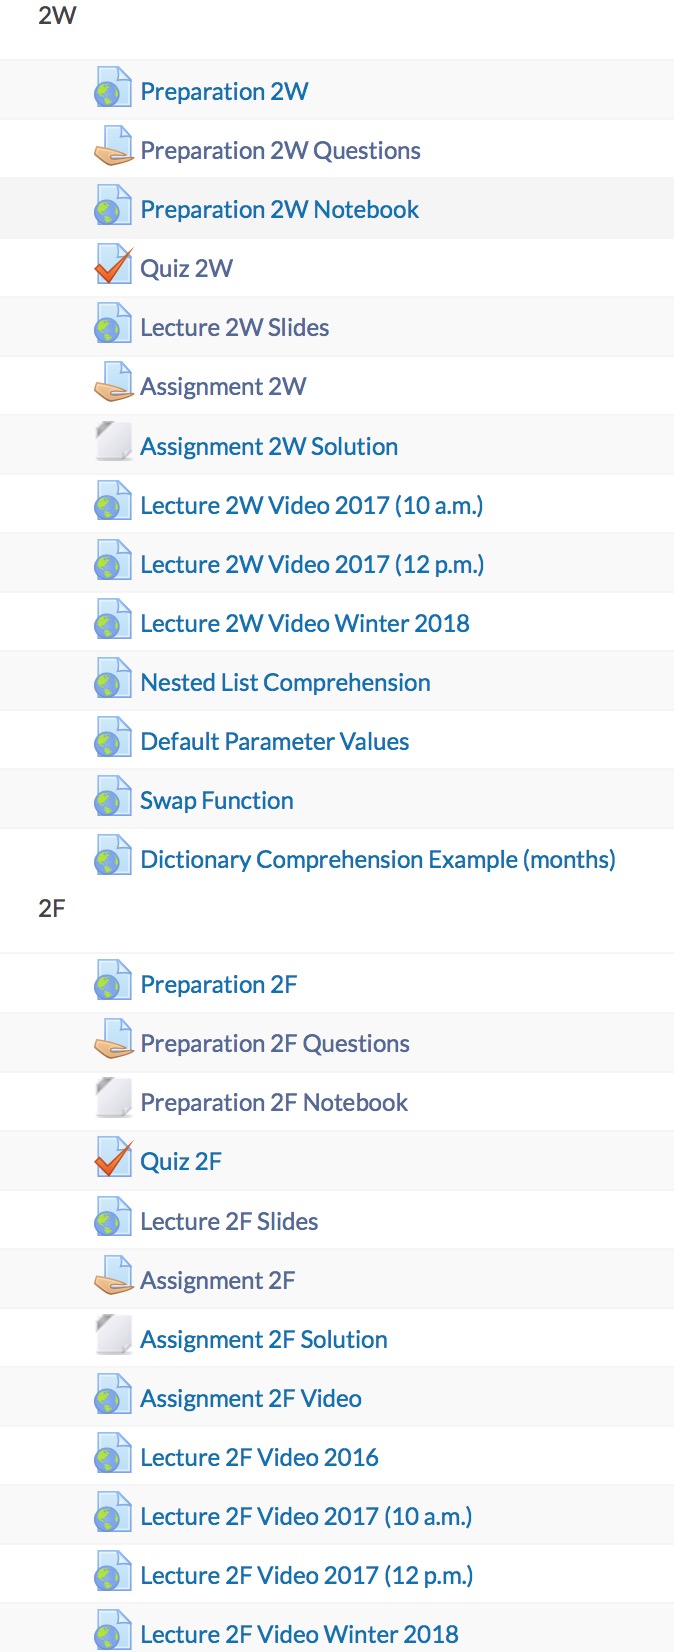 2W
Preparation 2W
Preparation 2W Questions
Preparation 2W Notebook
Quiz 2W
Lecture 2W Slides
Assignment 2W
Assignment 2W Solution
Lecture 2W Video 2017 (10 a.m.)
Lecture 2W Video 2017 (12 p.m.)
Lecture 2W Video Winter 2018
Nested List Comprehension
Default Parameter Values
Swap Function
Dictionary Comprehension Example (months)
2F
Preparation 2F
Preparation 2F Questions
Preparation 2F Notebook
Quiz 2F
Lecture 2F Slides
Assignment 2F
Assignment 2F Solution
Assignment 2F Video
Lecture 2F Video 2016
Lecture 2F Video 2017 (10 a.m.)
Lecture 2F Video 2017 (12 p.m.)
Lecture 2F Video Winter 2018